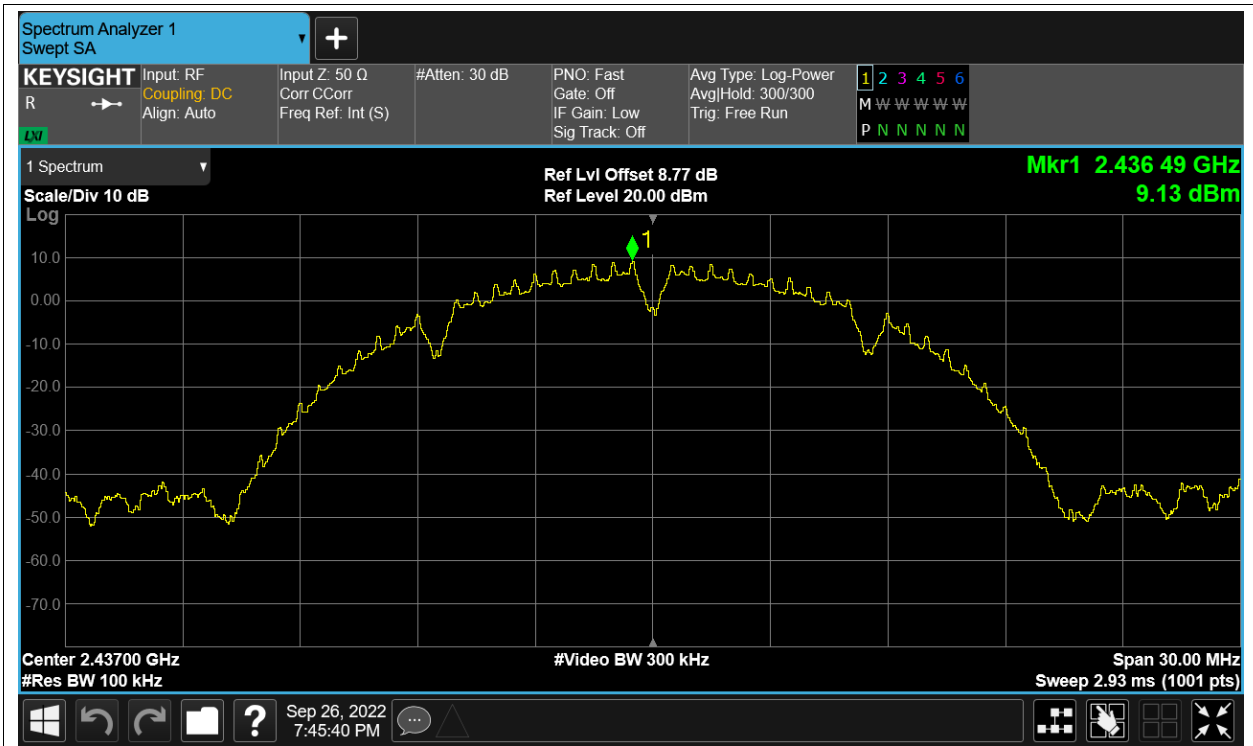 Spectrum Analyzer 1
Swept SA
+
KEYSIGHT
R
LXI
Input: RF
Coupling: DC
Align: Auto
Input Z: 50 Ω
Corr CCorr
Freq Ref: Int (S)
#Atten: 30 dB
PNO: Fast
Gate: Off
IF Gain: Low
Sig Track: Off
Avg Type: Log-Power
Avg|Hold: 300/300
Trig: Free Run
1 2 3 4 5 6
M W W W W W
P N N N N N
1 Spectrum
Scale/Div 10 dB
Log
Ref Lvl Offset 8.77 dB
Ref Level 20.00 dBm
Mkr1 2.436 49 GHz
9.13 dBm
1
10.0
0.00
-10.0
-20.0
-30.0
-40.0
-50.0
-60.0
-70.0
Center 2.43700 GHz
#Video BW 300 kHz
Span 30.00 MHz
#Res BW 100 kHz
Sweep 2.93 ms (1001 pts)
?
Sep 26, 2022
7:45:40 PM